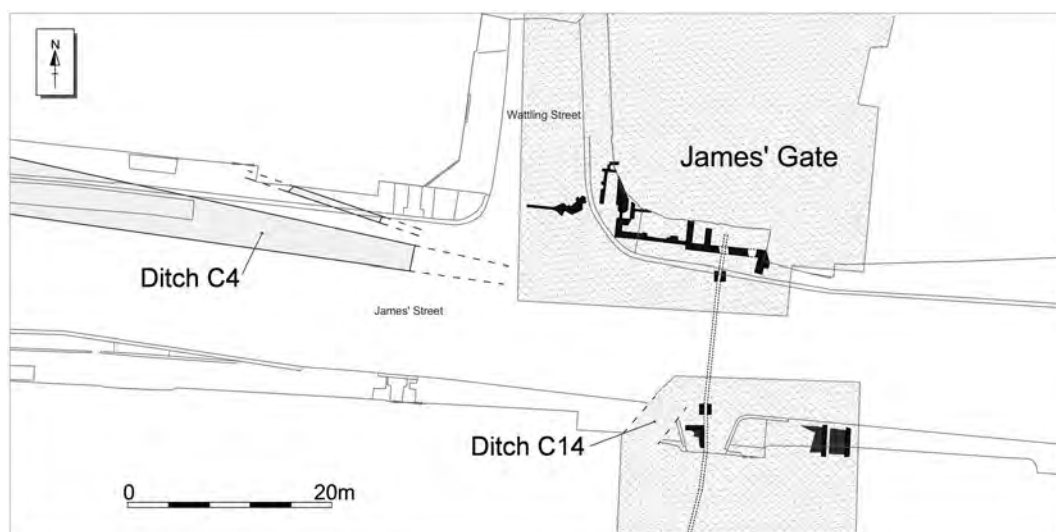 N
Wattling Street
James' Gate
Ditch C4
James' Street
Ditch C14
0 20m